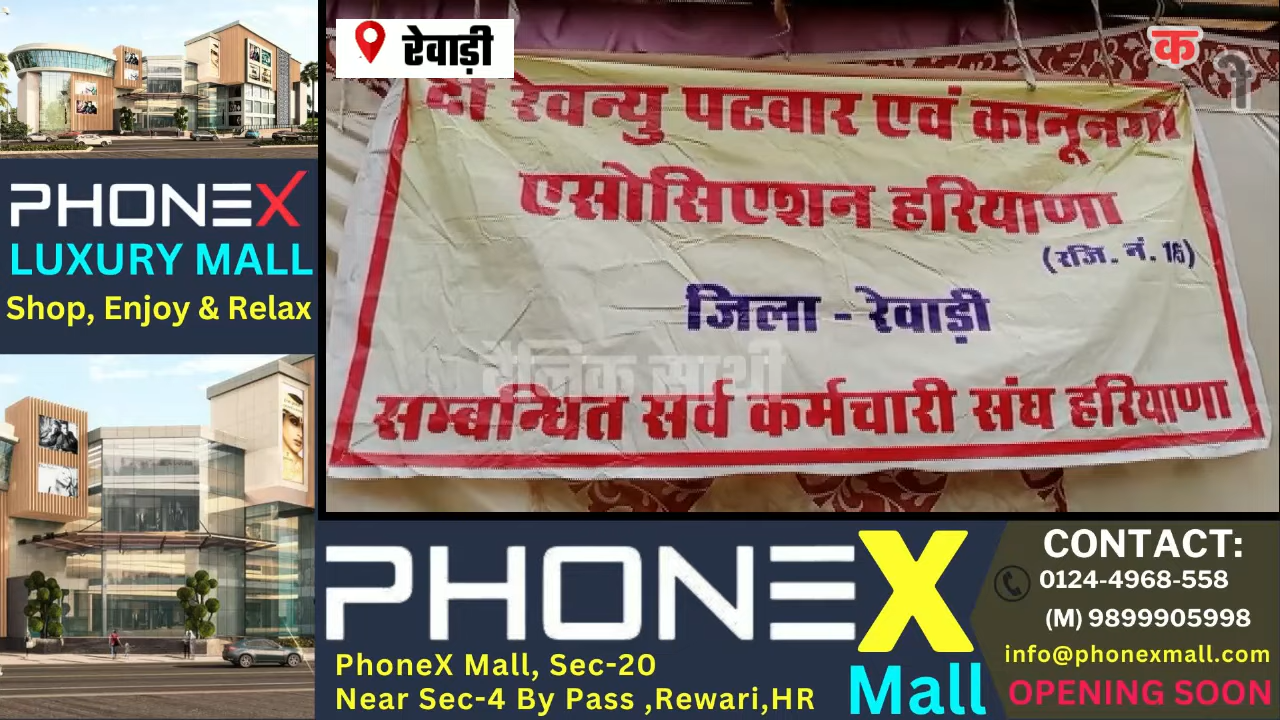 रेवाड़ी
दी रेवन्यु पटवार एवं कानूनगो
एसोसिएशन हरियाणा
(रजि. नं. 16)
जिला - रेवाड़ी
सम्बन्धित सर्व कर्मचारी संघ हरियाणा
दैनिक साथी
PHONEX
LUXURY MALL
Shop, Enjoy & Relax
PHONEX
Mall
PhoneX Mall, Sec-20
Near Sec-4 By Pass ,Rewari,HR
CONTACT:
0124-4968-558
(M) 9899905998
info@phonexmall.com
OPENING SOON